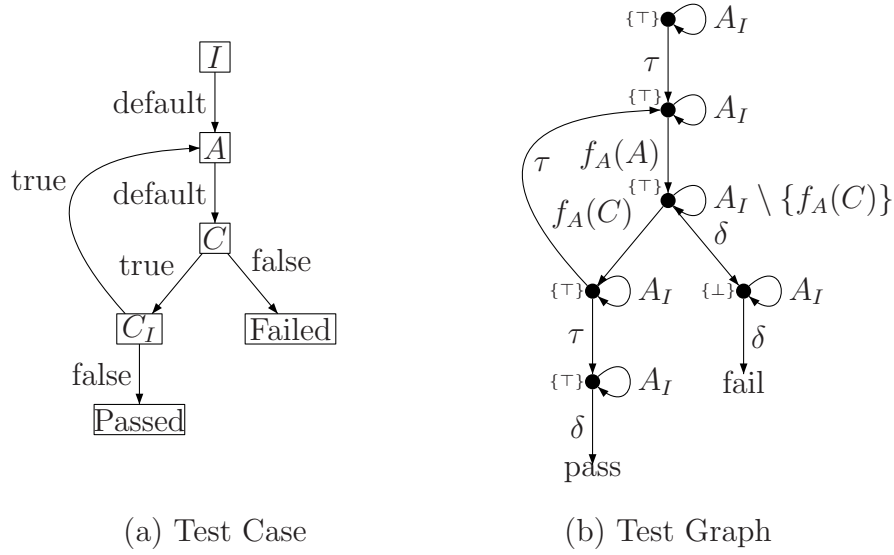 I
default
A
true
default
C
true
false
C_I
Failed
false
Passed
(a) Test Case
{⊤}
A_I
τ
{⊤}
A_I
τ
f_A(A)
{⊤}
A_I \ {f_A(C)}
f_A(C)
δ
{⊤}
A_I
{⊥}
A_I
τ
δ
{⊤}
A_I
fail
δ
pass
(b) Test Graph